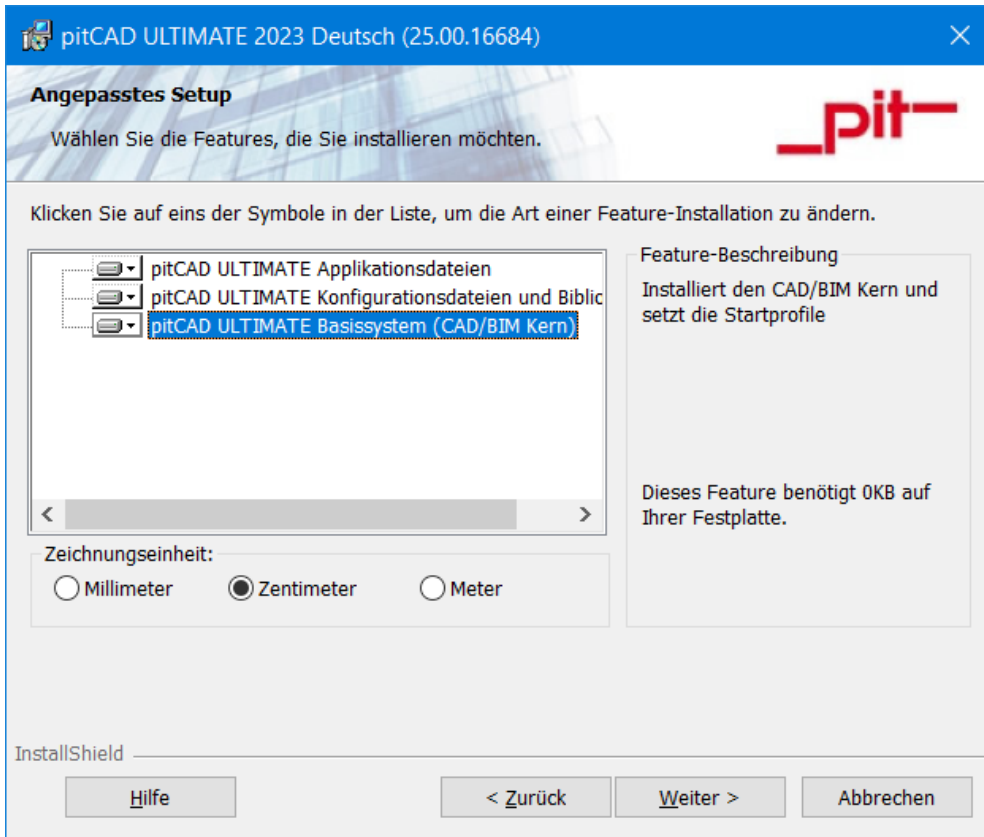 pitCAD ULTIMATE 2023 Deutsch (25.00.16684)
Angepasstes Setup
Wählen Sie die Features, die Sie installieren möchten.
_pit
Klicken Sie auf eins der Symbole in der Liste, um die Art einer Feature-Installation zu ändern.
pitCAD ULTIMATE Applikationsdateien
pitCAD ULTIMATE Konfigurationsdateien und Biblic
pitCAD ULTIMATE Basissystem (CAD/BIM Kern)
Feature-Beschreibung
Installiert den CAD/BIM Kern und
setzt die Startprofile
Dieses Feature benötigt 0KB auf
Ihrer Festplatte.
Zeichnungseinheit:
Millimeter
Zentimeter
Meter
InstallShield
Hilfe
< Zurück
Weiter >
Abbrechen